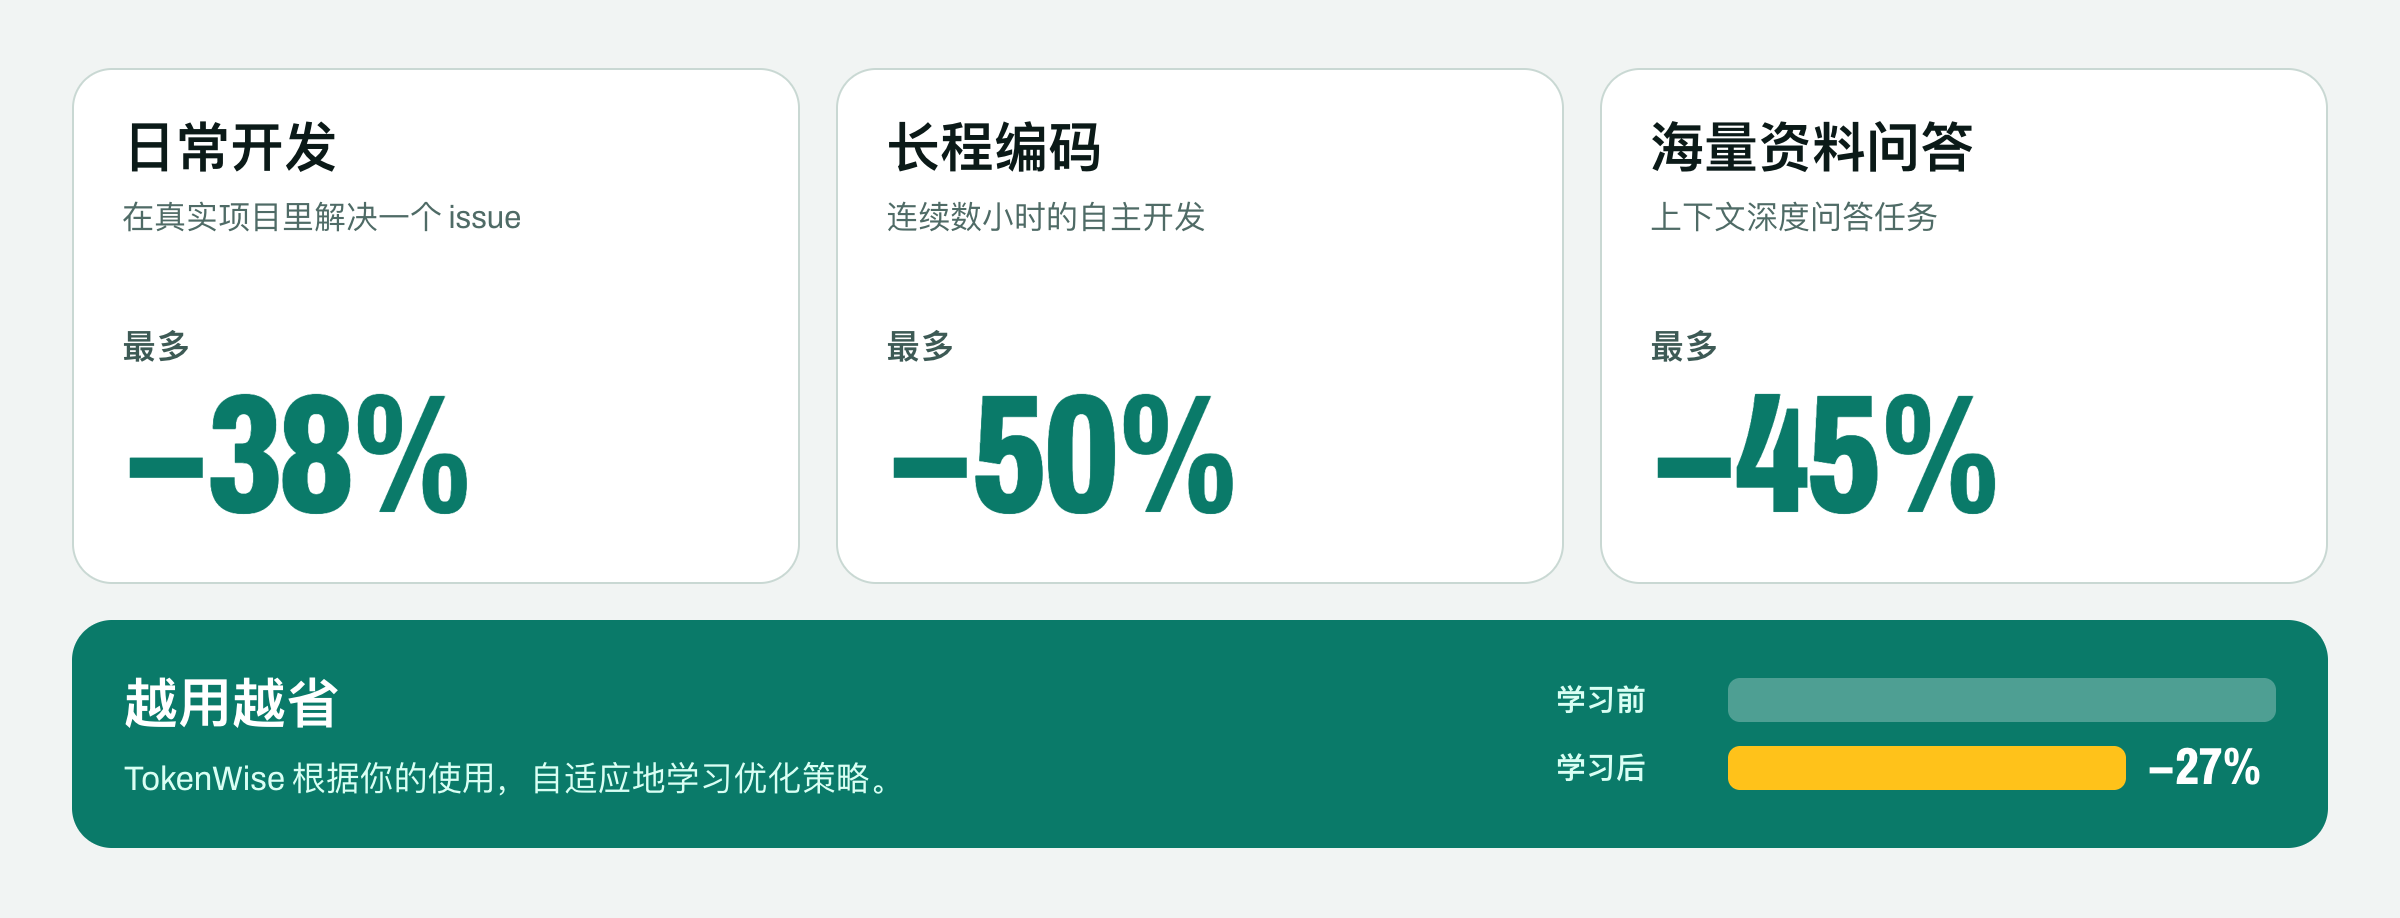 日常开发
在真实项目里解决一个 issue
最多
–38%
长程编码
连续数小时的自主开发
最多
–50%
海量资料问答
上下文深度问答任务
最多
–45%
越用越省
TokenWise 根据你的使用，自适应地学习优化策略。
学习前
学习后
–27%